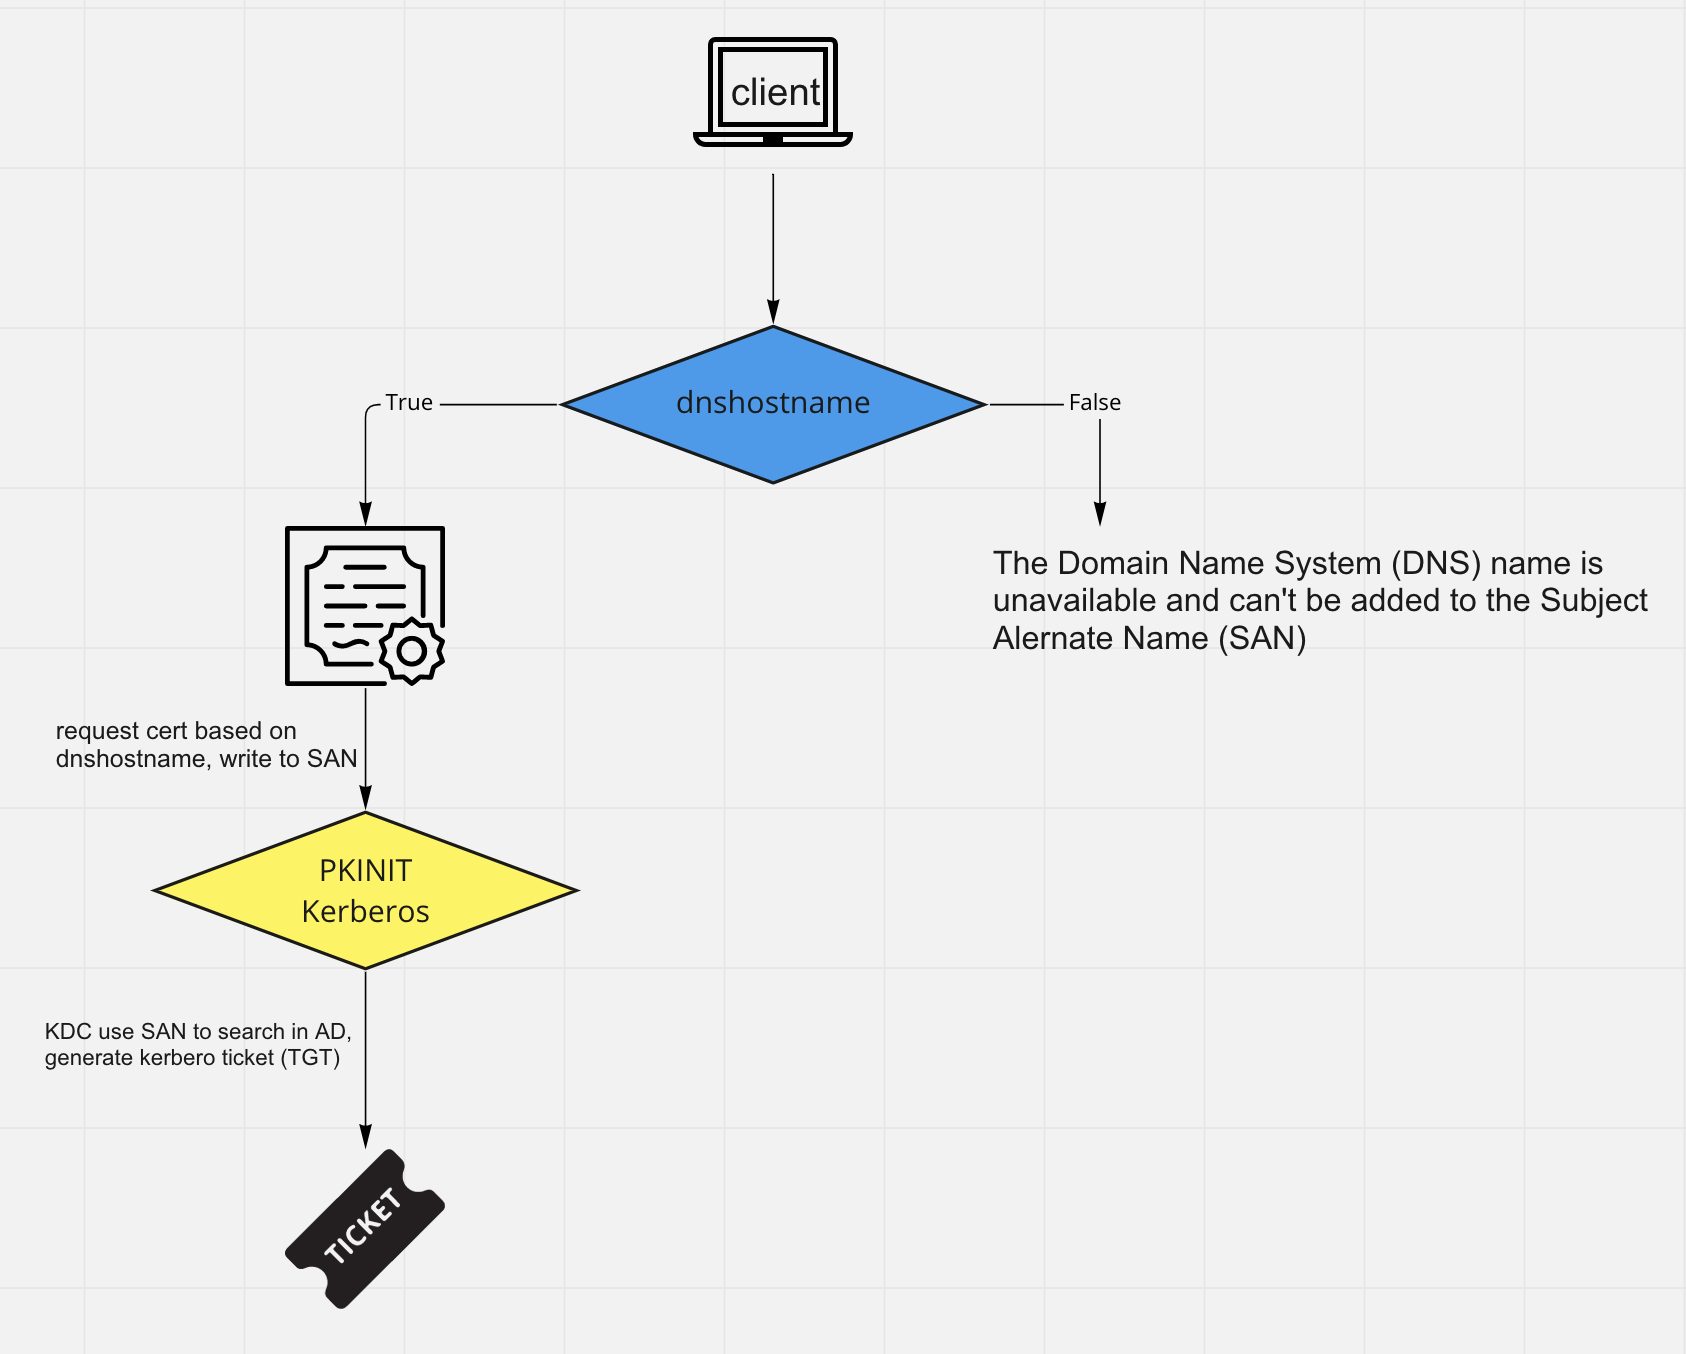 client
dnshostname
True
False
The Domain Name System (DNS) name is
unavailable and can't be added to the Subject
Alernate Name (SAN)
request cert based on
dnshostname, write to SAN
PKINIT
Kerberos
KDC use SAN to search in AD,
generate kerbero ticket (TGT)
TICKET